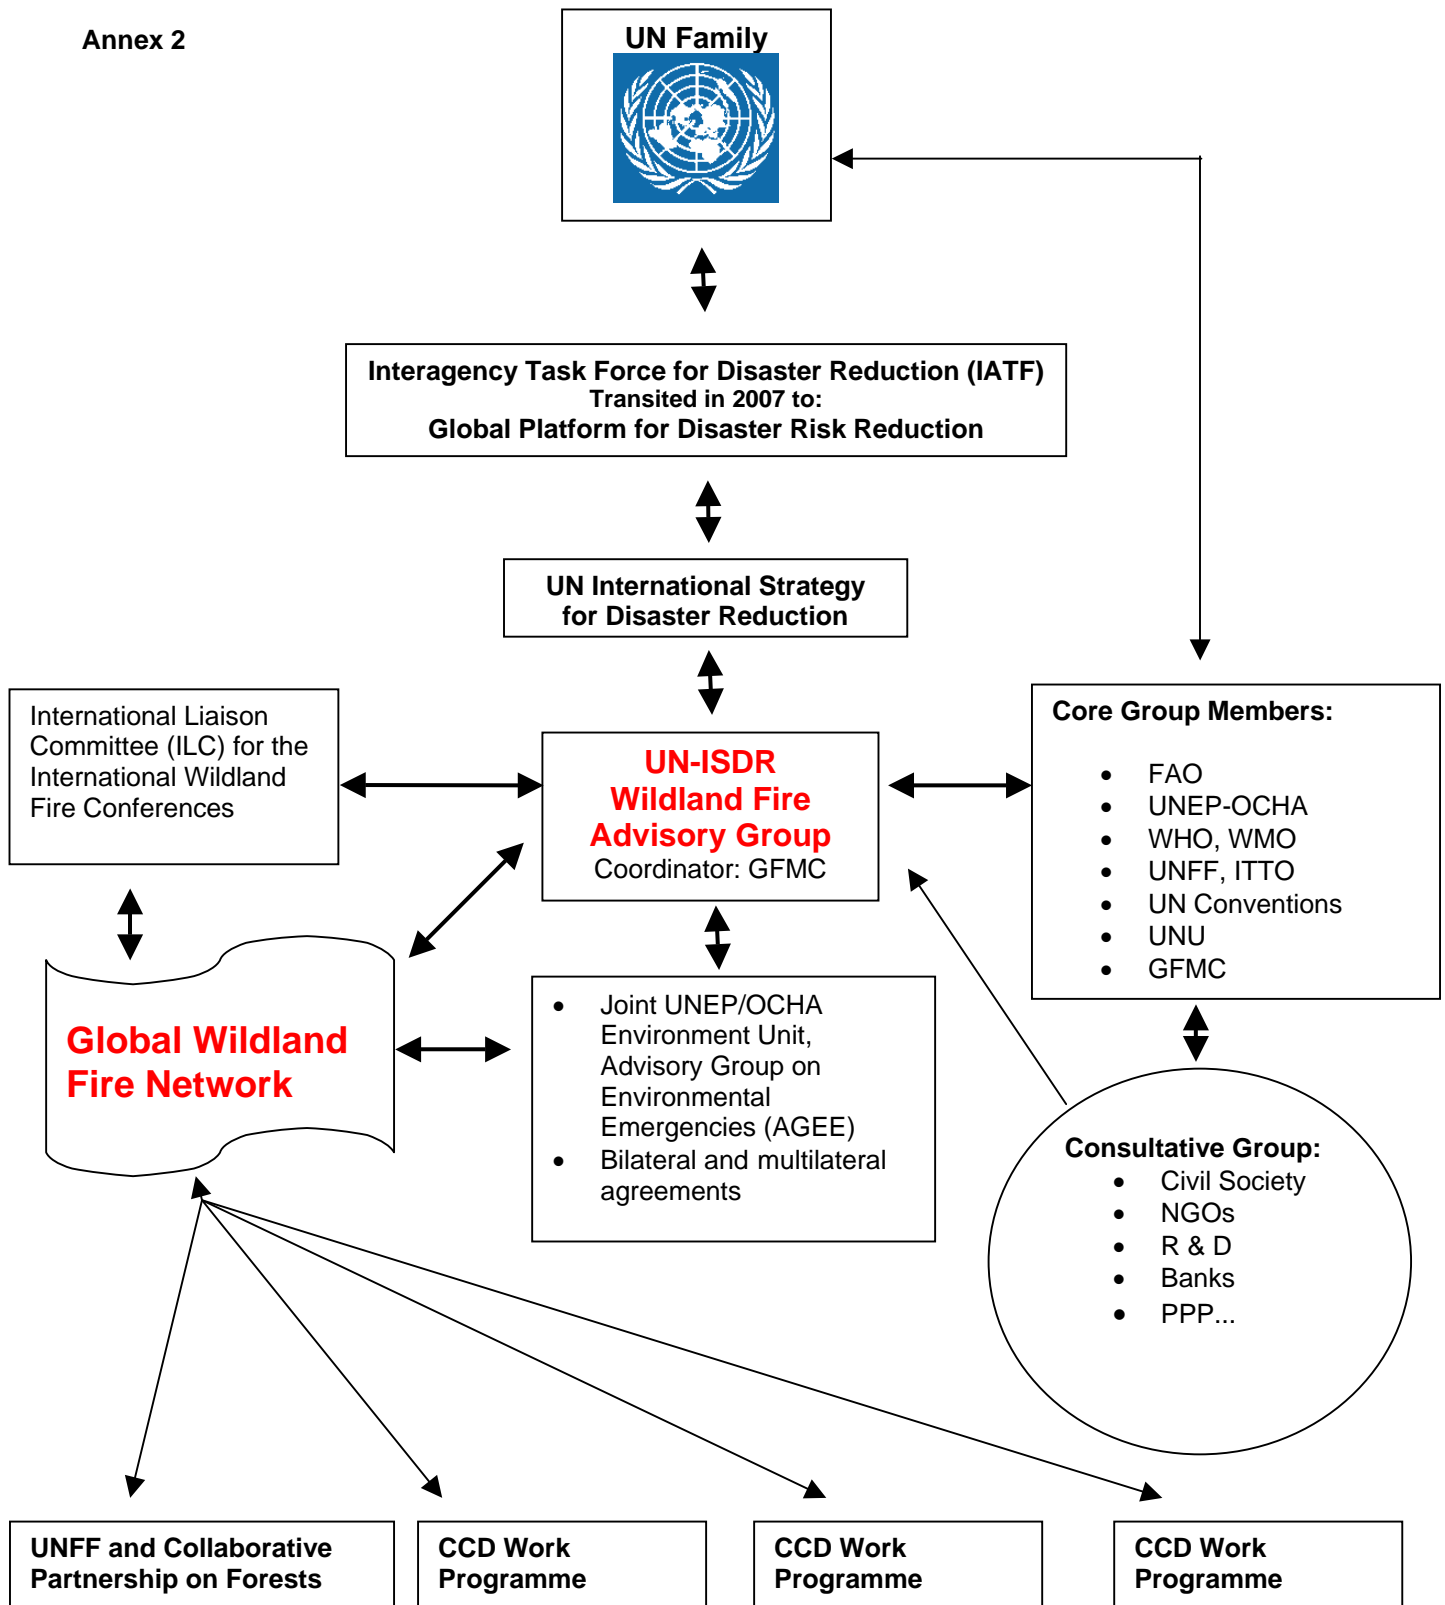 Annex 2
UN Family
Interagency Task Force for Disaster Reduction (IATF)
Transited in 2007 to:
Global Platform for Disaster Risk Reduction
UN International Strategy
for Disaster Reduction
International Liaison
Committee (ILC) for the
International Wildland
Fire Conferences
UN-ISDR
Wildland Fire
Advisory Group
Coordinator: GFMC
Core Group Members:
• FAO
• UNEP-OCHA
• WHO, WMO
• UNFF, ITTO
• UN Conventions
• UNU
• GFMC
Global Wildland
Fire Network
• Joint UNEP/OCHA
Environment Unit,
Advisory Group on
Environmental
Emergencies (AGEE)
• Bilateral and multilateral
agreements
Consultative Group:
• Civil Society
• NGOs
• R & D
• Banks
• PPP...
UNFF and Collaborative
Partnership on Forests
CCD Work
Programme
CCD Work
Programme
CCD Work
Programme